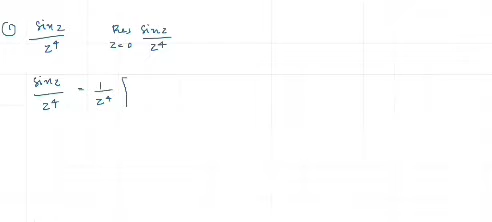 ① sin z / z⁴ Res z=0 sin z / z⁴
sin z / z⁴ = 1 / z⁴ [